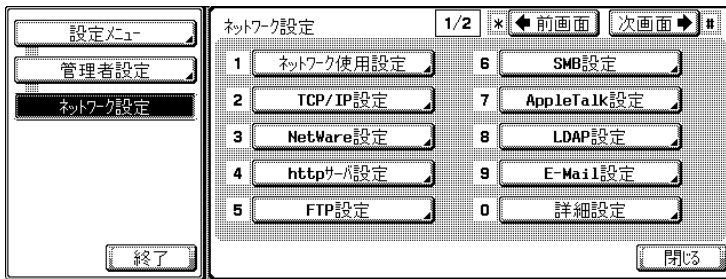 設定メニュー
管理者設定
ネットワーク設定
終了
ネットワーク設定 1/2 * 前画面 次画面 #
1 ネットワーク使用設定
2 TCP/IP設定
3 NetWare設定
4 httpサーバ設定
5 FTP設定
6 SMB設定
7 AppleTalk設定
8 LDAP設定
9 E-Mail設定
0 詳細設定
閉じる